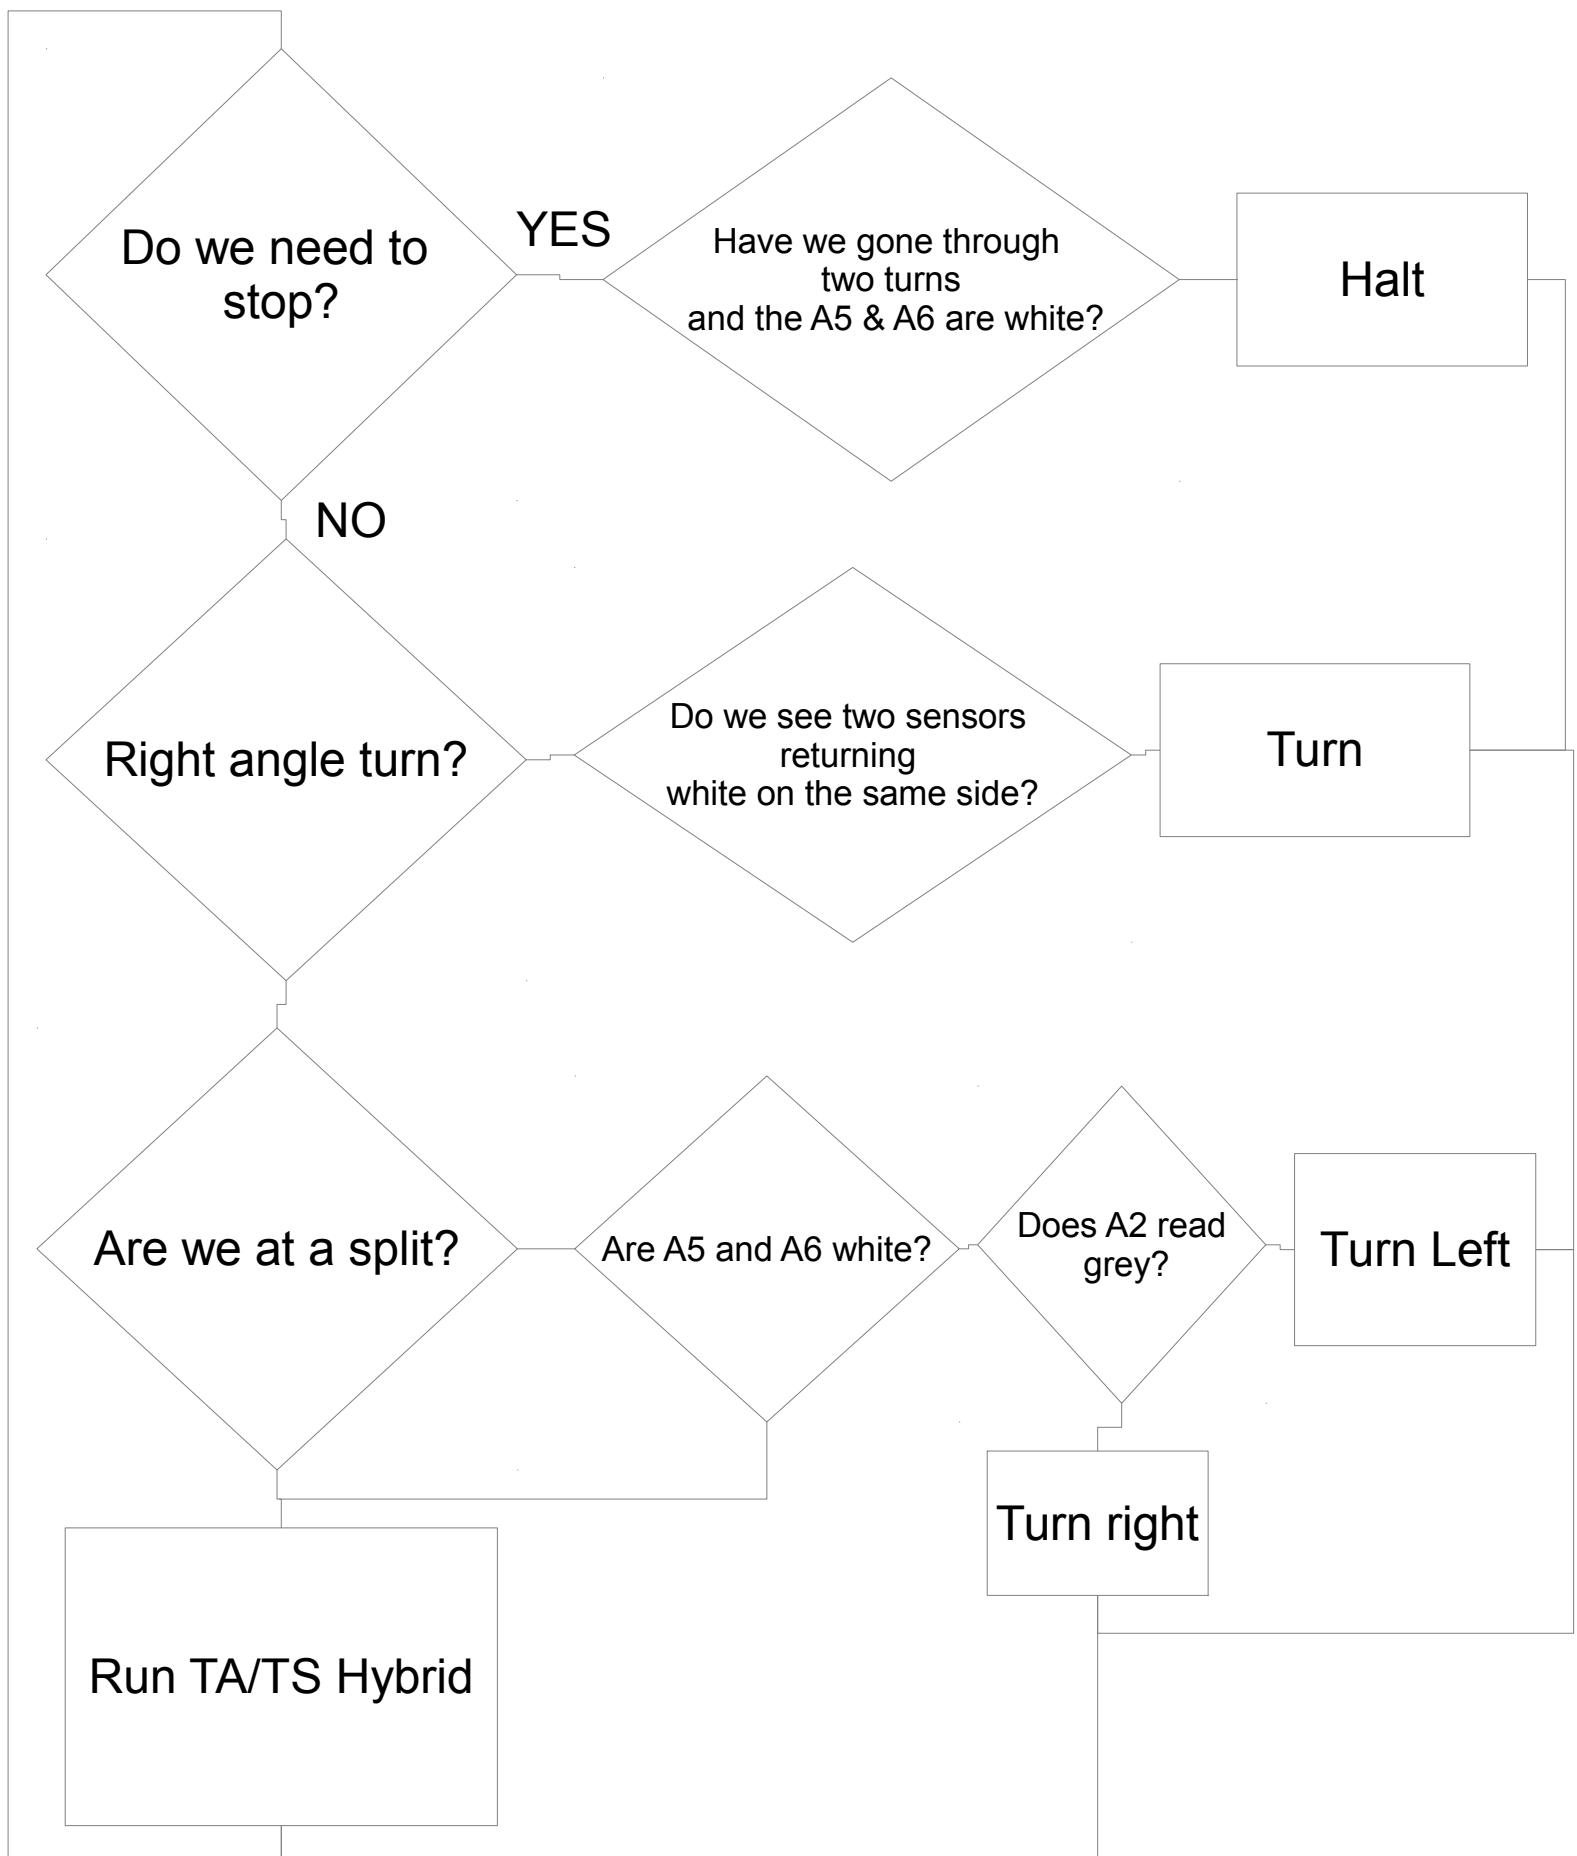 Do we need to
stop?
YES
Have we gone through
two turns
and the A5 & A6 are white?
Halt
NO
Right angle turn?
Do we see two sensors
returning
white on the same side?
Turn
Are we at a split?
Are A5 and A6 white?
Does A2 read
grey?
Turn Left
Turn right
Run TA/TS Hybrid